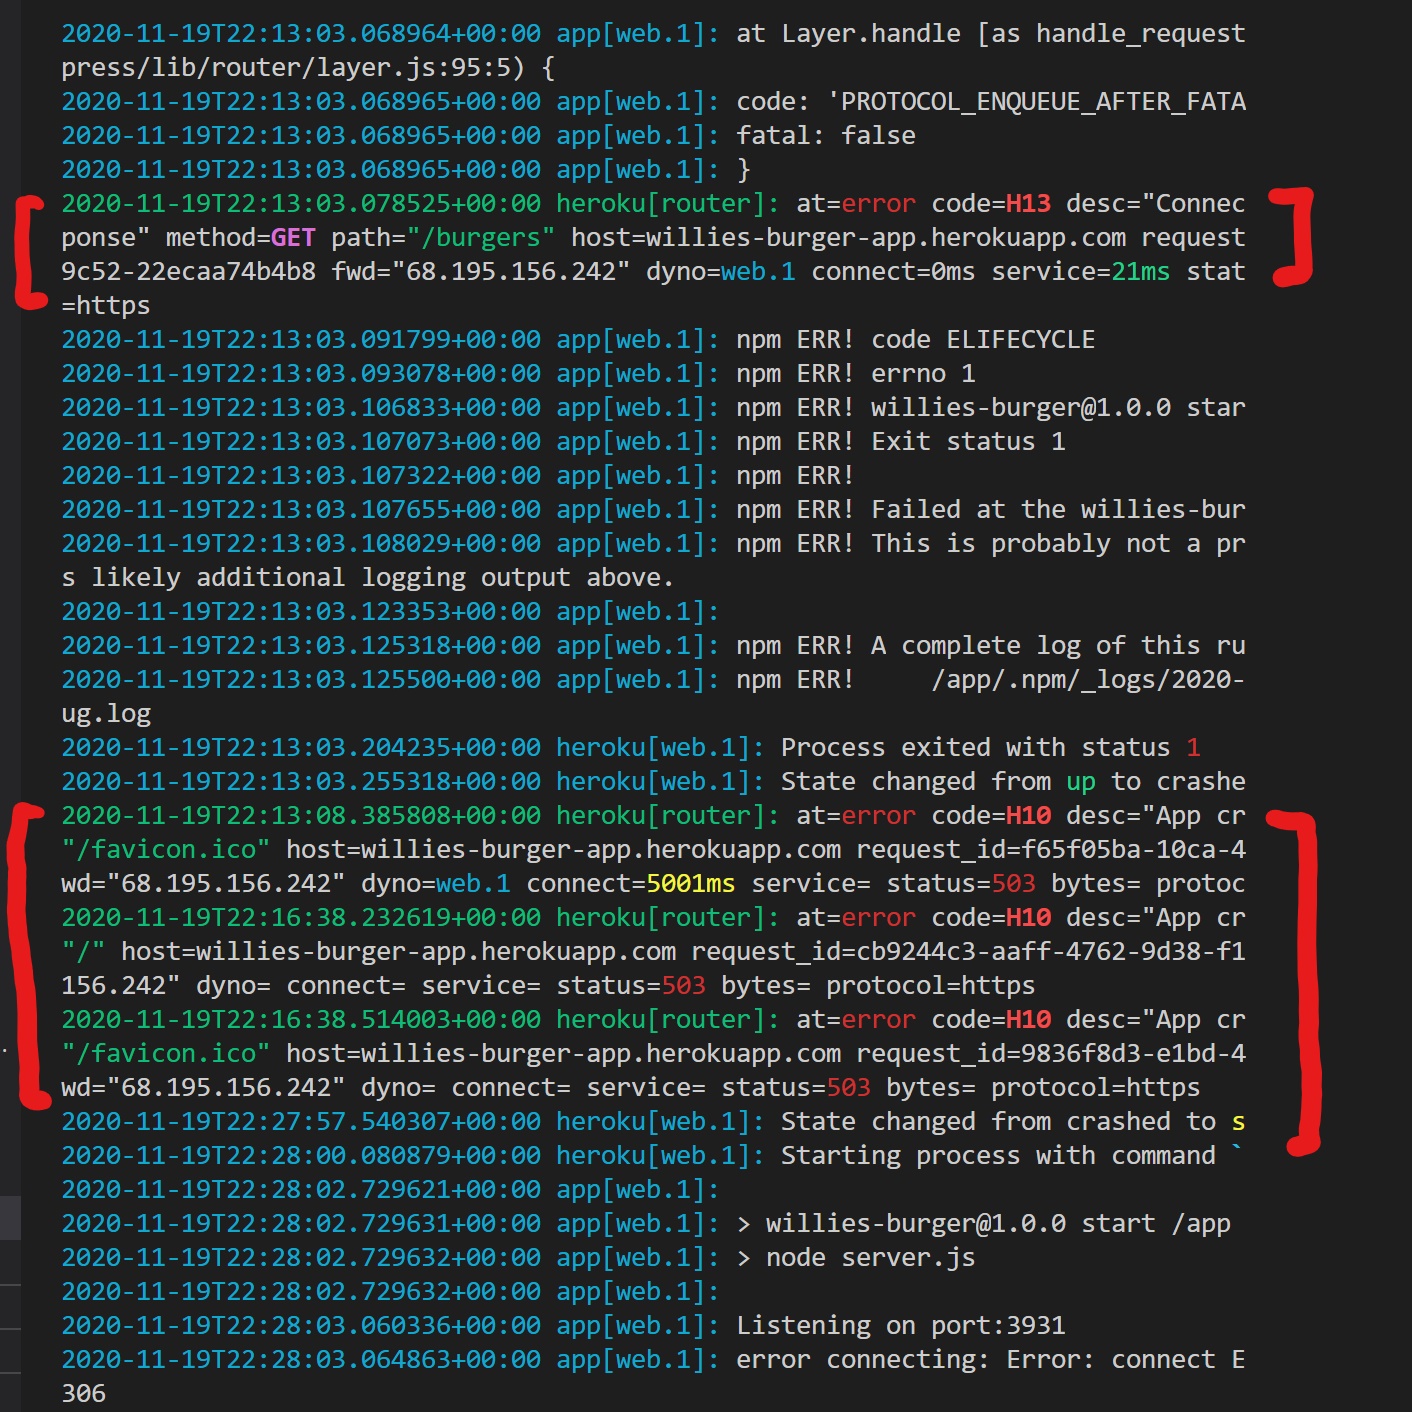 2020-11-19T22:13:03.068964+00:00 app[web.1]: at Layer.handle [as handle_request
press/lib/router/layer.js:95:5) {
2020-11-19T22:13:03.068965+00:00 app[web.1]: code: 'PROTOCOL_ENQUEUE_AFTER_FATA
2020-11-19T22:13:03.068965+00:00 app[web.1]: fatal: false
2020-11-19T22:13:03.068965+00:00 app[web.1]: }
2020-11-19T22:13:03.078525+00:00 heroku[router]: at=error code=H13 desc="Connec
ponse" method=GET path="/burgers" host=willies-burger-app.herokuapp.com request
9c52-22ecaa74b4b8 fwd="68.195.156.242" dyno=web.1 connect=0ms service=21ms stat
=https
2020-11-19T22:13:03.091799+00:00 app[web.1]: npm ERR! code ELIFECYCLE
2020-11-19T22:13:03.093078+00:00 app[web.1]: npm ERR! errno 1
2020-11-19T22:13:03.106833+00:00 app[web.1]: npm ERR! willies-burger@1.0.0 star
2020-11-19T22:13:03.107073+00:00 app[web.1]: npm ERR! Exit status 1
2020-11-19T22:13:03.107322+00:00 app[web.1]: npm ERR!
2020-11-19T22:13:03.107655+00:00 app[web.1]: npm ERR! Failed at the willies-bur
2020-11-19T22:13:03.108029+00:00 app[web.1]: npm ERR! This is probably not a pr
s likely additional logging output above.
2020-11-19T22:13:03.123353+00:00 app[web.1]:
2020-11-19T22:13:03.125318+00:00 app[web.1]: npm ERR! A complete log of this ru
2020-11-19T22:13:03.125500+00:00 app[web.1]: npm ERR!     /app/.npm/_logs/2020-
ug.log
2020-11-19T22:13:03.204235+00:00 heroku[web.1]: Process exited with status 1
2020-11-19T22:13:03.255318+00:00 heroku[web.1]: State changed from up to crashe
2020-11-19T22:13:08.385808+00:00 heroku[router]: at=error code=H10 desc="App cr
"/favicon.ico" host=willies-burger-app.herokuapp.com request_id=f65f05ba-10ca-4
wd="68.195.156.242" dyno=web.1 connect=5001ms service= status=503 bytes= protoc
2020-11-19T22:16:38.232619+00:00 heroku[router]: at=error code=H10 desc="App cr
"/" host=willies-burger-app.herokuapp.com request_id=cb9244c3-aaff-4762-9d38-f1
156.242" dyno= connect= service= status=503 bytes= protocol=https
2020-11-19T22:16:38.514003+00:00 heroku[router]: at=error code=H10 desc="App cr
"/favicon.ico" host=willies-burger-app.herokuapp.com request_id=9836f8d3-e1bd-4
wd="68.195.156.242" dyno= connect= service= status=503 bytes= protocol=https
2020-11-19T22:27:57.540307+00:00 heroku[web.1]: State changed from crashed to s
2020-11-19T22:28:00.080879+00:00 heroku[web.1]: Starting process with command `
2020-11-19T22:28:02.729621+00:00 app[web.1]:
2020-11-19T22:28:02.729631+00:00 app[web.1]: > willies-burger@1.0.0 start /app
2020-11-19T22:28:02.729632+00:00 app[web.1]: > node server.js
2020-11-19T22:28:02.729632+00:00 app[web.1]:
2020-11-19T22:28:03.060336+00:00 app[web.1]: Listening on port:3931
2020-11-19T22:28:03.064863+00:00 app[web.1]: error connecting: Error: connect E
306